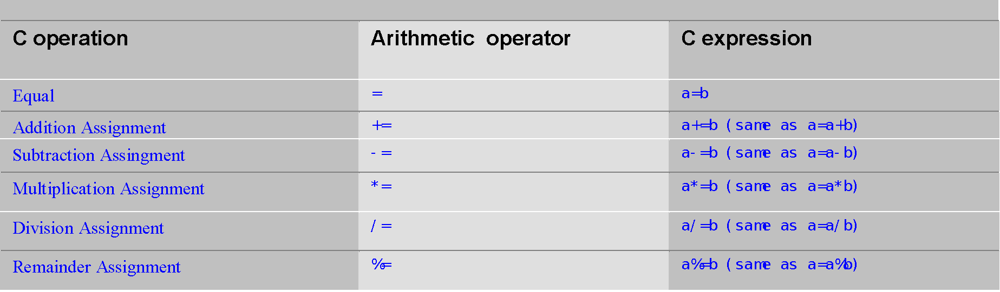 C operation Arithmetic operator C expression
Equal = a=b
Addition Assignment += a+=b (same as a=a+b)
Subtraction Assingment -= a-=b (same as a=a-b)
Multiplication Assignment *= a*=b (same as a=a*b)
Division Assignment /= a/=b (same as a=a/b)
Remainder Assignment %= a%=b (same as a=a%b)